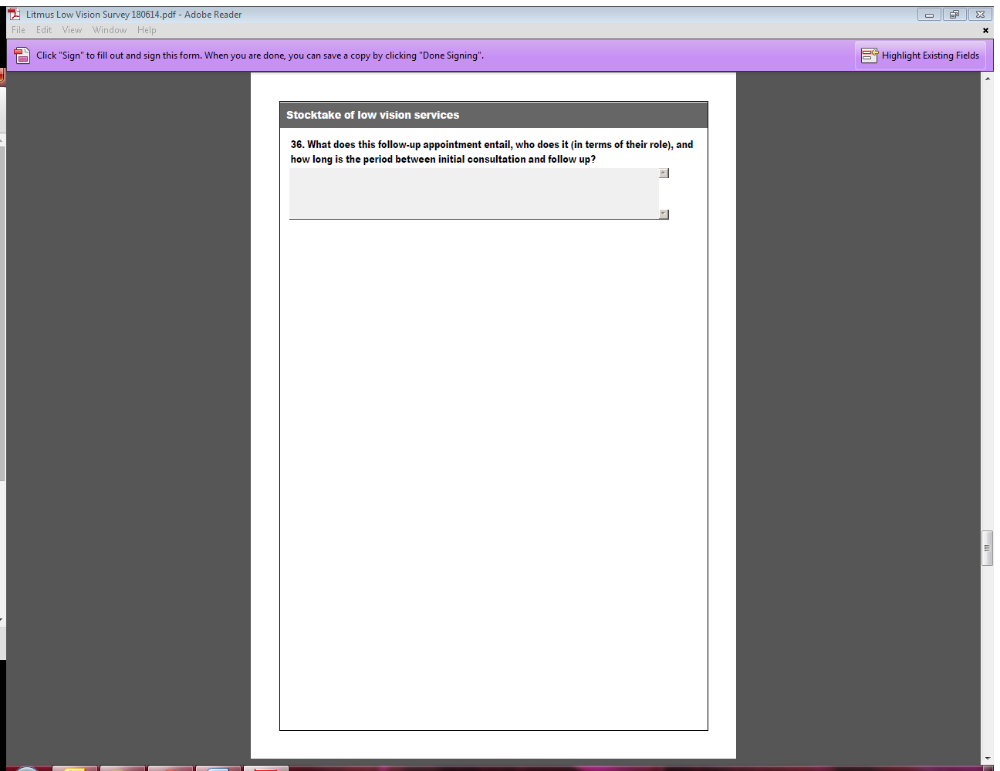 Litmus Low Vision Survey 180614.pdf - Adobe Reader
File Edit View Window Help
Click "Sign" to fill out and sign this form. When you are done, you can save a copy by clicking "Done Signing".
Highlight Existing Fields
Stocktake of low vision services
36. What does this follow-up appointment entail, who does it (in terms of their role), and
how long is the period between initial consultation and follow up?